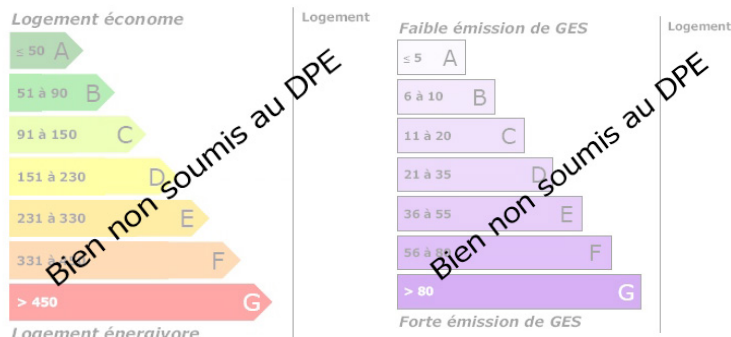 Logement économe
Logement
≤ 50 A
51 à 90 B
91 à 150 C
151 à 230 D
231 à 330 E
331 à F
> 450 G
Logement énergivore
Bien non soumis au DPE
Faible émission de GES
Logement
≤ 5 A
6 à 10 B
11 à 20 C
21 à 35 D
36 à 55 E
56 à 80 F
> 80 G
Forte émission de GES
Bien non soumis au DPE